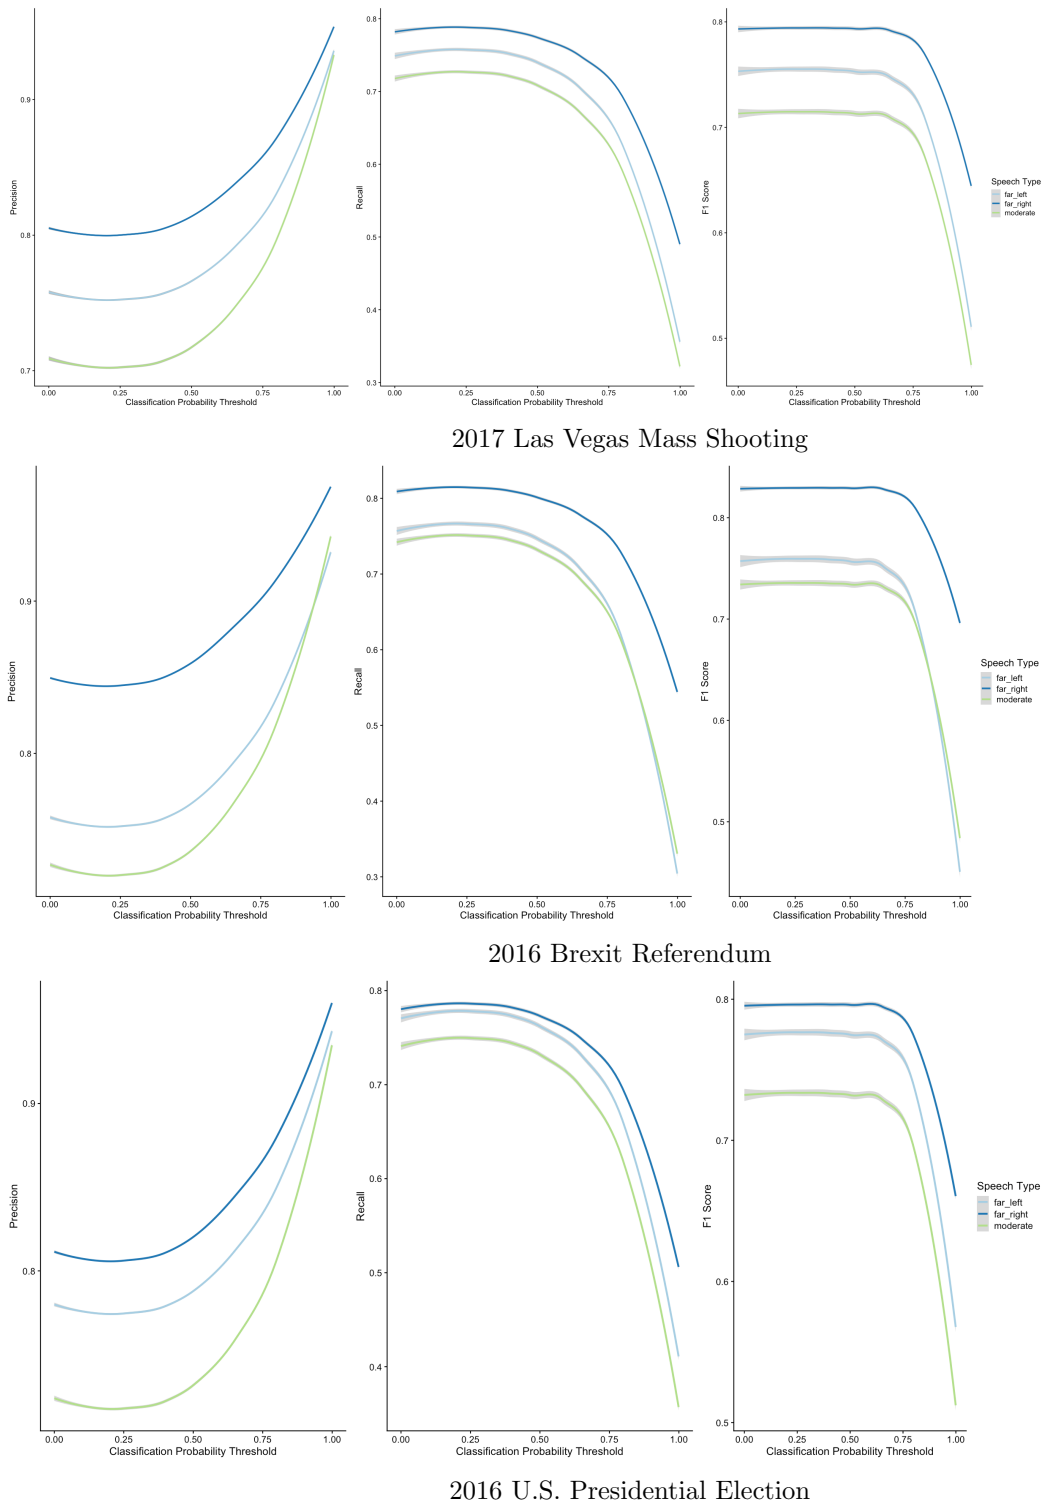 0.9
0.8
0.7
Precision
0.00 0.25 0.50 0.75 1.00
Classification Probability Threshold
0.8
0.7
0.6
0.5
0.4
0.3
Recall
0.00 0.25 0.50 0.75 1.00
Classification Probability Threshold
0.8
0.7
0.6
0.5
F1 Score
0.00 0.25 0.50 0.75 1.00
Classification Probability Threshold
Speech Type
far_left
far_right
moderate
2017 Las Vegas Mass Shooting
0.9
0.8
Precision
0.00 0.25 0.50 0.75 1.00
Classification Probability Threshold
0.8
0.7
0.6
0.5
0.4
0.3
Recall
0.00 0.25 0.50 0.75 1.00
Classification Probability Threshold
0.8
0.7
0.6
0.5
F1 Score
0.00 0.25 0.50 0.75 1.00
Classification Probability Threshold
Speech Type
far_left
far_right
moderate
2016 Brexit Referendum
0.9
0.8
Precision
0.00 0.25 0.50 0.75 1.00
Classification Probability Threshold
0.8
0.7
0.6
0.5
0.4
Recall
0.00 0.25 0.50 0.75 1.00
Classification Probability Threshold
0.8
0.7
0.6
0.5
F1 Score
0.00 0.25 0.50 0.75 1.00
Classification Probability Threshold
Speech Type
far_left
far_right
moderate
2016 U.S. Presidential Election